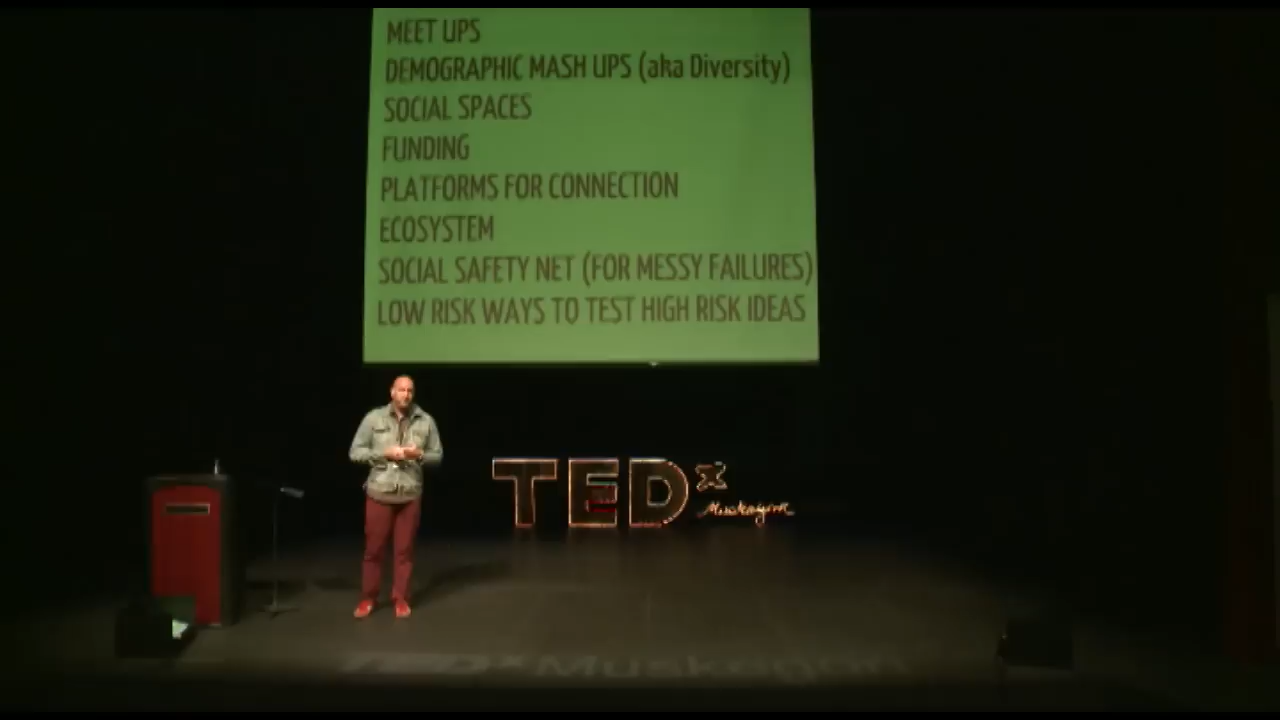 MEET UPS
DEMOGRAPHIC MASH UPS (aka Diversity)
SOCIAL SPACES
FUNDING
PLATFORMS FOR CONNECTION
ECOSYSTEM
SOCIAL SAFETY NET (FOR MESSY FAILURES)
LOW RISK WAYS TO TEST HIGH RISK IDEAS
TEDx
Muskegon
TEDxMuskegon